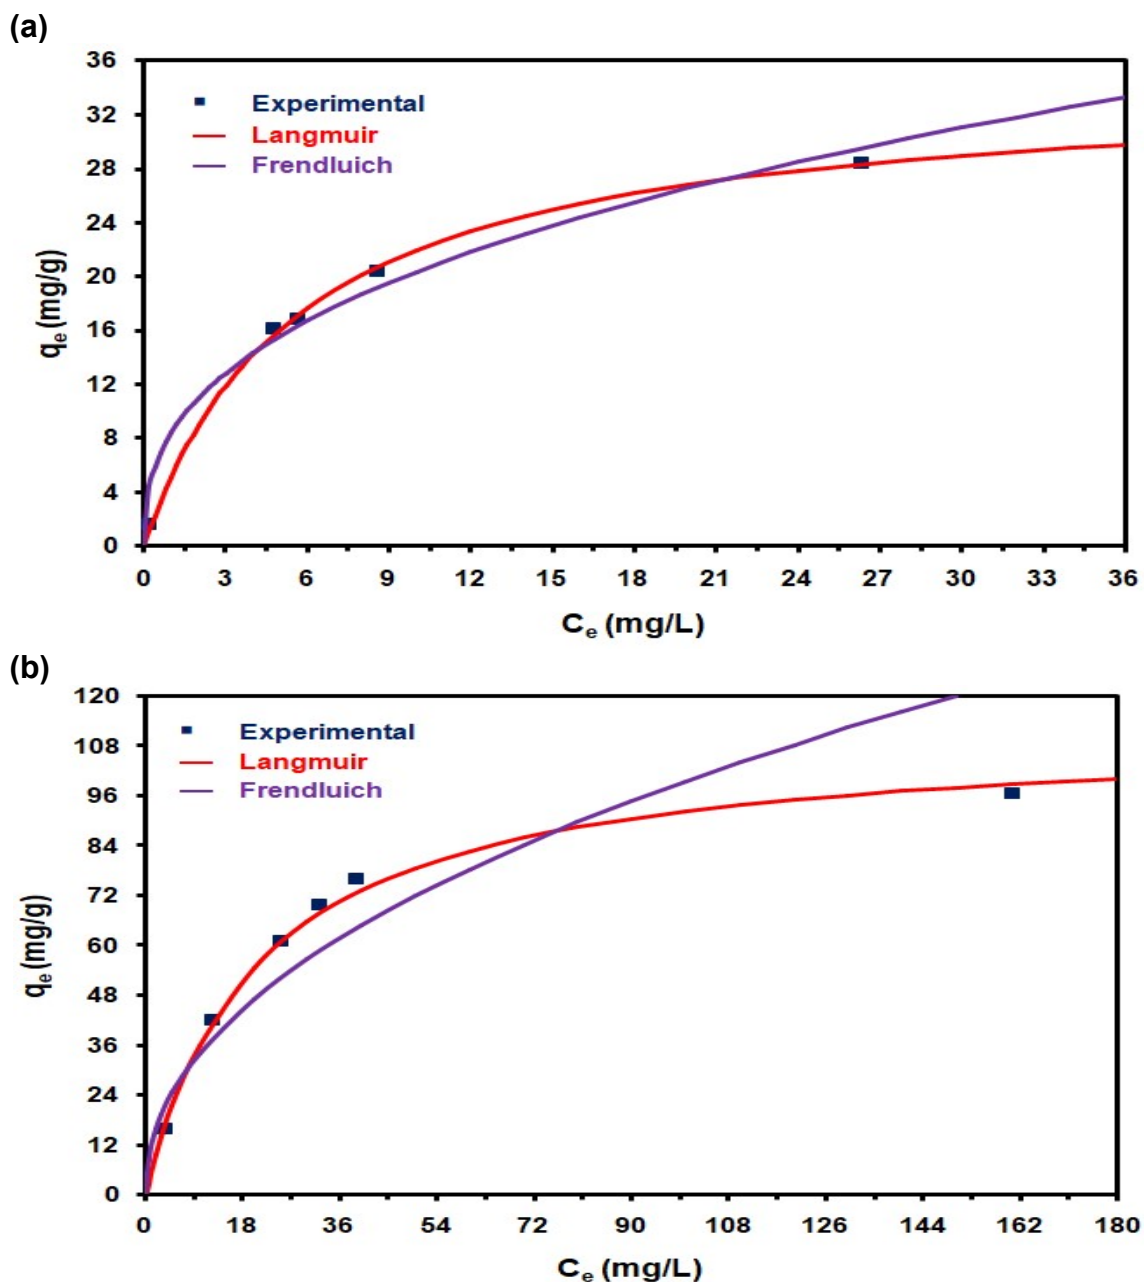 (a)
36
32
28
24
20
16
12
8
4
0
qe (mg/g)
Experimental
Langmuir
Frendluich
0 3 6 9 12 15 18 21 24 27 30 33 36
Ce (mg/L)
(b)
120
108
96
84
72
60
48
36
24
12
0
qe (mg/g)
Experimental
Langmuir
Frendluich
0 18 36 54 72 90 108 126 144 162 180
Ce (mg/L)